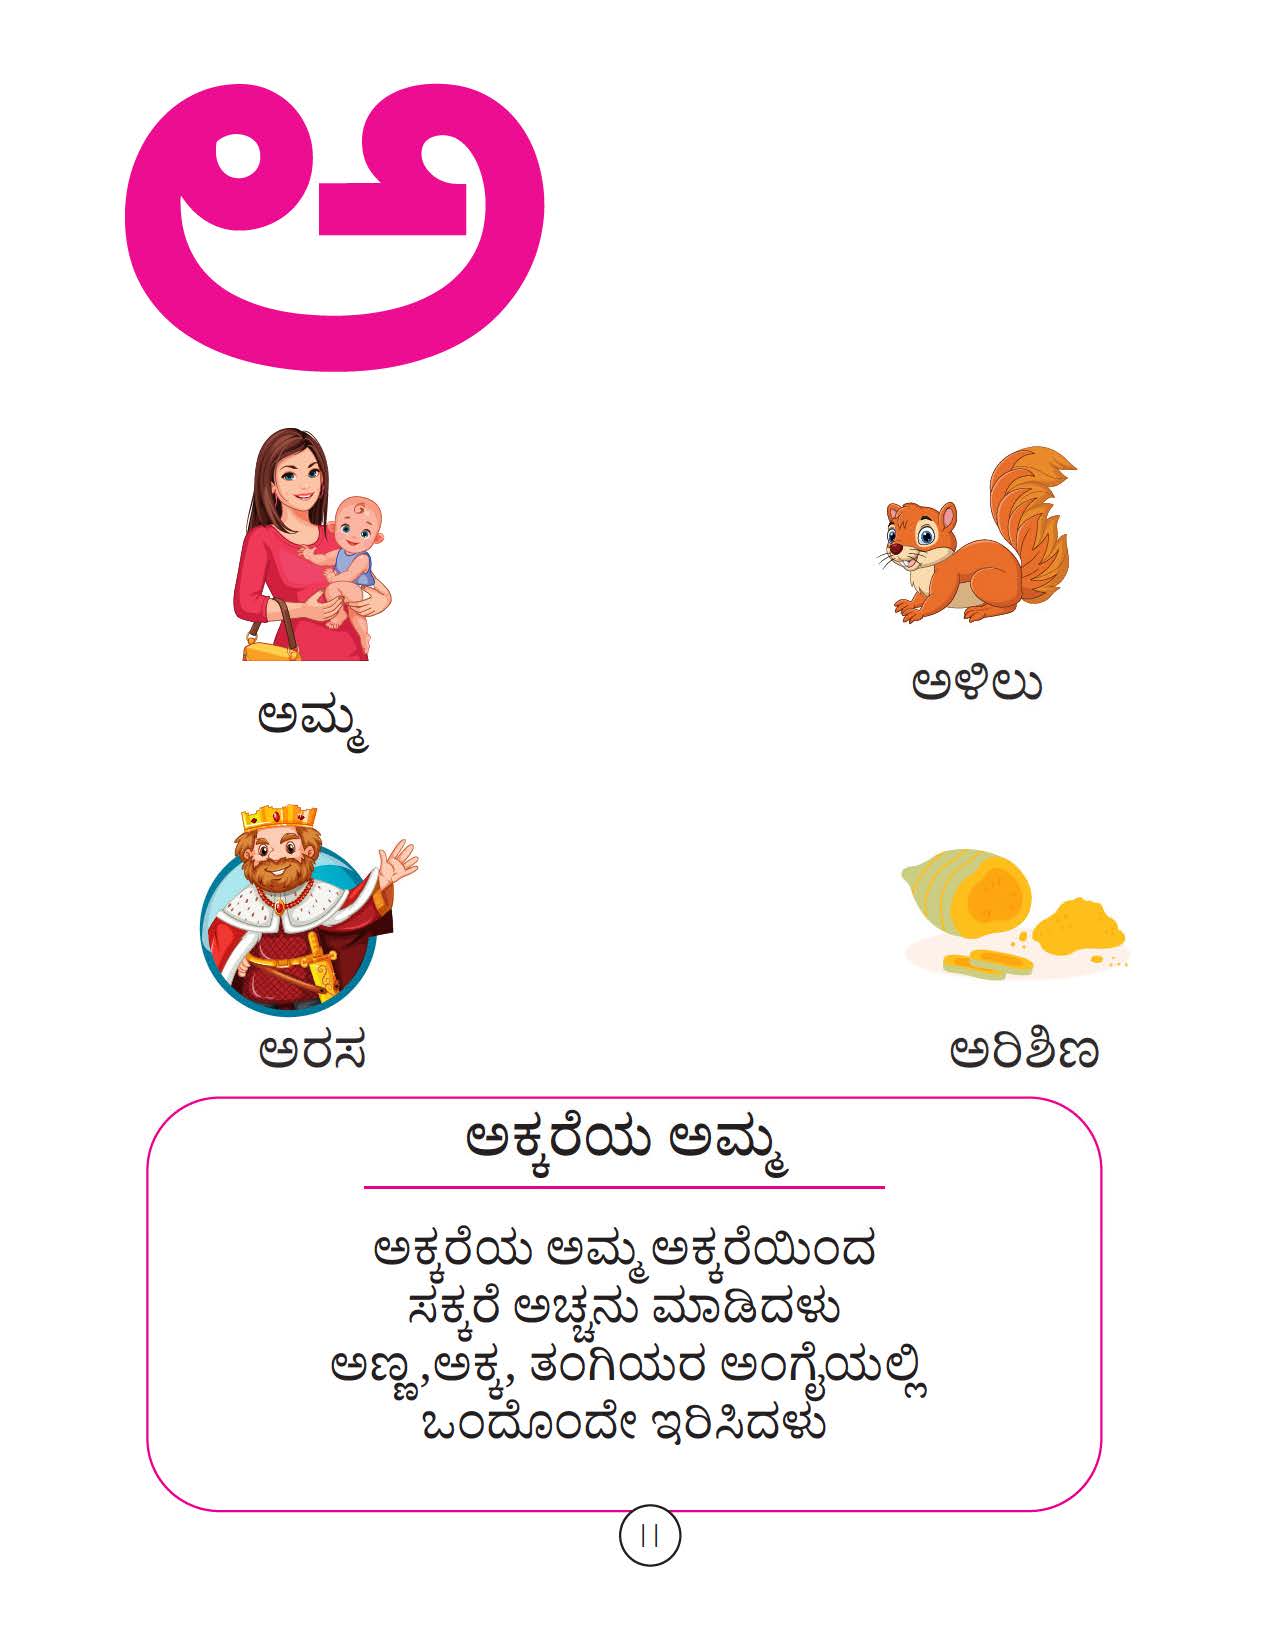 ಅ
ಅಮ್ಮ
ಅಳಿಲು
ಅರಸ
ಅರಿಶಿಣ
ಅಕ್ಕರೆಯ ಅಮ್ಮ
ಅಕ್ಕರೆಯ ಅಮ್ಮ ಅಕ್ಕರೆಯಿಂದ
ಸಕ್ಕರೆ ಅಚ್ಚನು ಮಾಡಿದಳು
ಅಣ್ಣ,ಅಕ್ಕ, ತಂಗಿಯರ ಅಂಗೈಯಲ್ಲಿ
ಒಂದೊಂದೇ ಇರಿಸಿದಳು
11